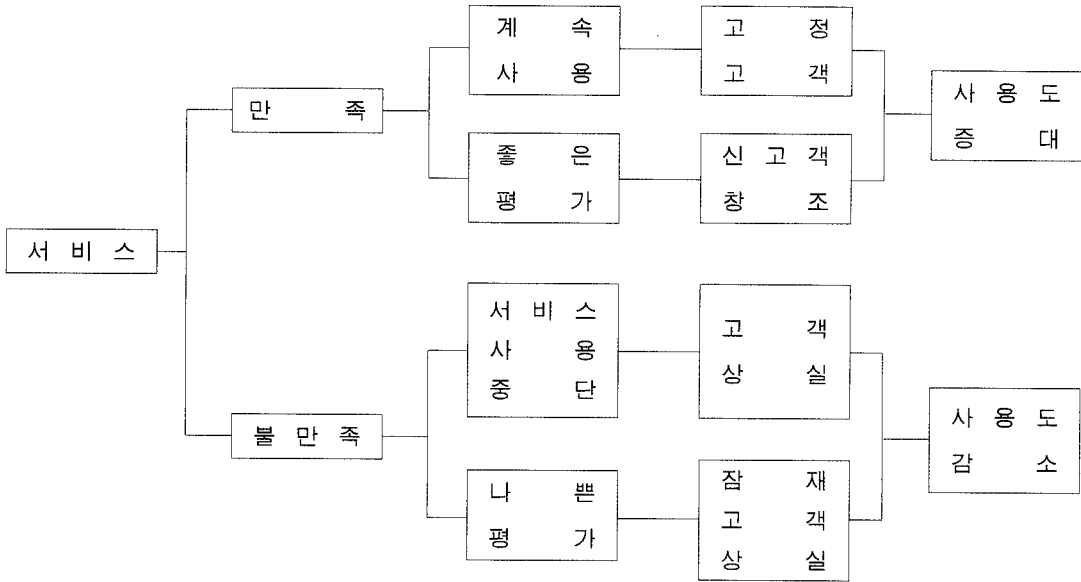 계 속
사 용
고 정
고 객
만 족
사 용 도
증 대
좋 은
평 가
신 고 객
창 조
서 비 스
서 비 스
사 용
중 단
고 객
상 실
불 만 족
사 용 도
감 소
나 쁜
평 가
잠 재
고 객
상 실